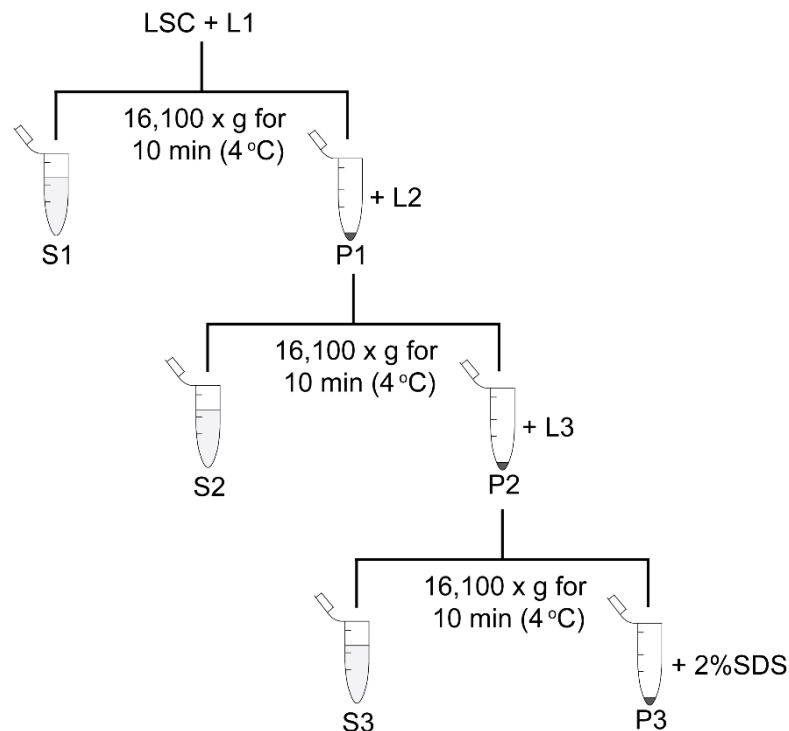 LSC + L1
16,100 x g for
10 min (4 °C)
+ L2
S1
P1
16,100 x g for
10 min (4 °C)
+ L3
S2
P2
16,100 x g for
10 min (4 °C)
+ 2%SDS
S3
P3